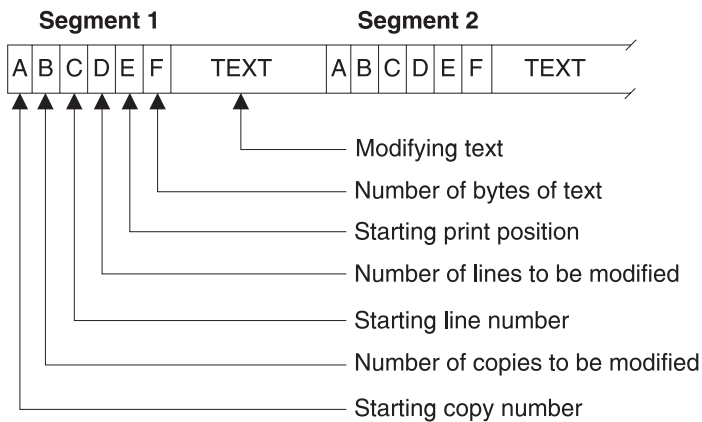 Segment 1 Segment 2
A B C D E F TEXT A B C D E F TEXT
Modifying text
Number of bytes of text
Starting print position
Number of lines to be modified
Starting line number
Number of copies to be modified
Starting copy number